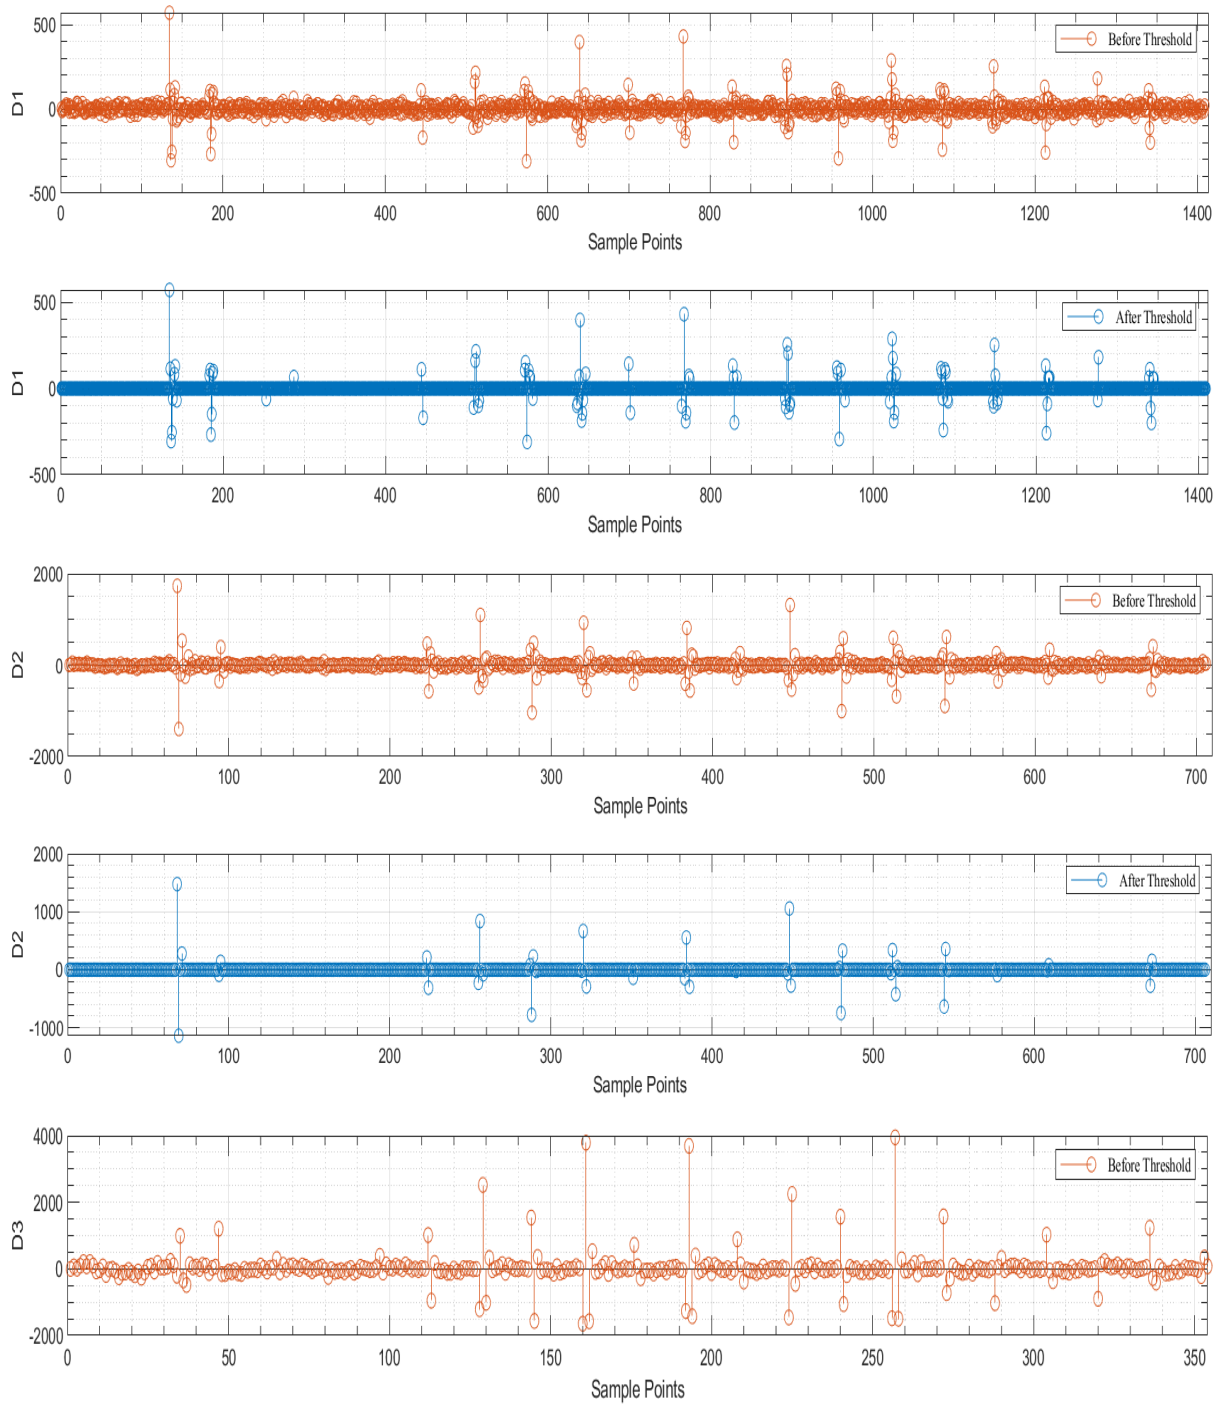 500
Before Threshold
D1
0
-500
0 200 400 600 800 1000 1200 1400
Sample Points
500
After Threshold
D1
0
-500
0 200 400 600 800 1000 1200 1400
Sample Points
2000
Before Threshold
D2
0
-2000
0 100 200 300 400 500 600 700
Sample Points
2000
After Threshold
1000
D2
0
-1000
0 100 200 300 400 500 600 700
Sample Points
4000
Before Threshold
2000
D3
0
-2000
0 50 100 150 200 250 300 350
Sample Points